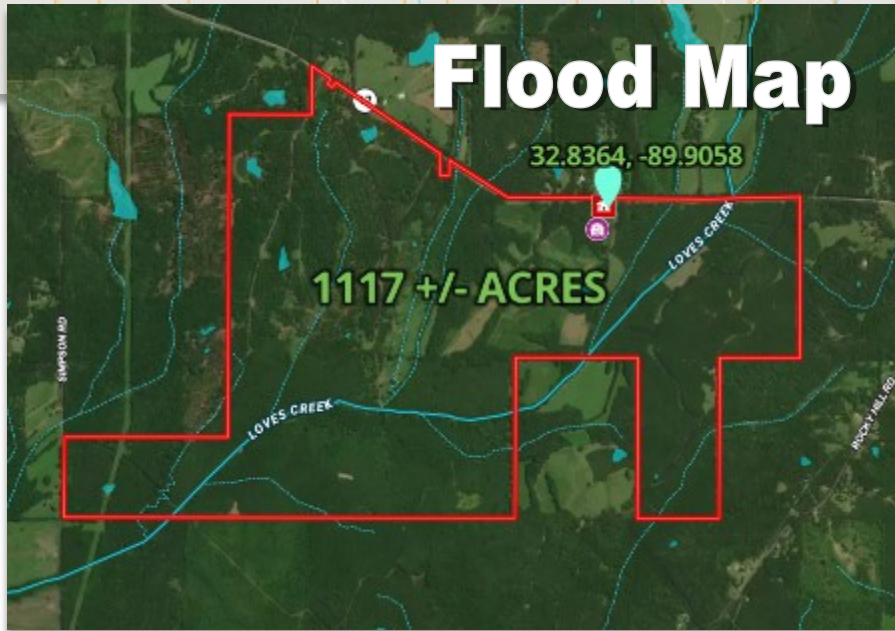 Flood Map
32.8364, -89.9058
LOVES CREEK
1117 +/- ACRES
SIMPSON RD
LOVES CREEK
ROCKY HILL RD